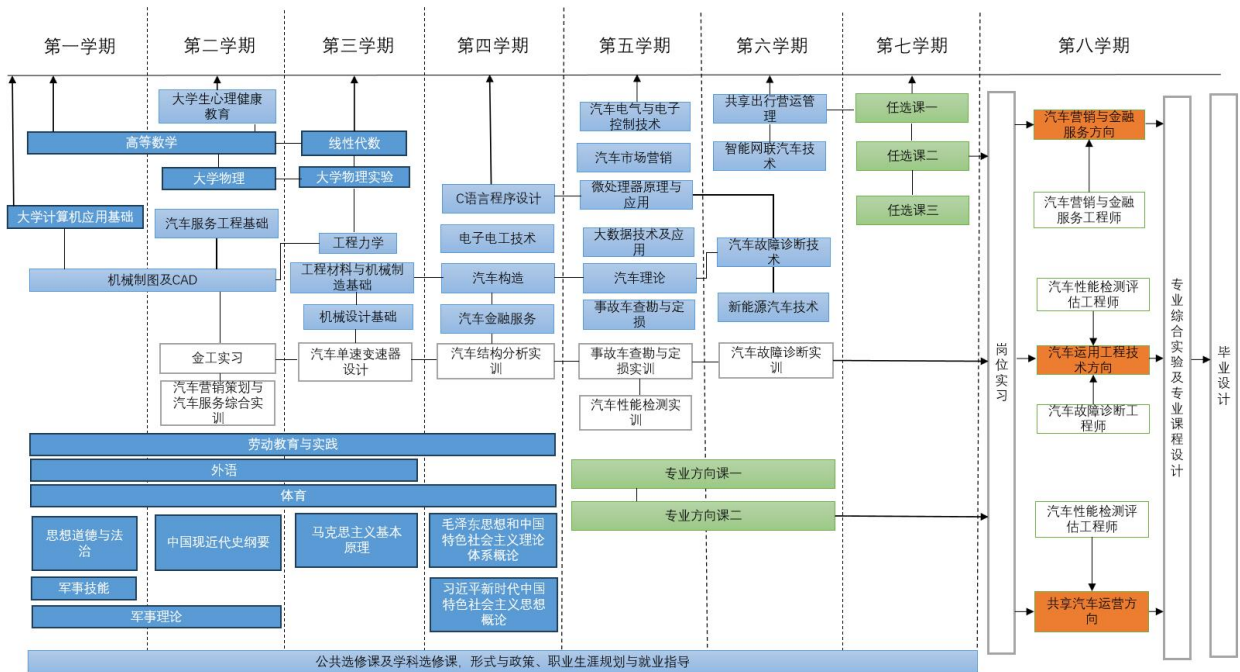 第一学期
第二学期
第三学期
第四学期
第五学期
第六学期
第七学期
第八学期
大学生心理健康
教育
高等数学
线性代数
大学物理
大学物理实验
大学计算机应用基础
汽车服务工程基础
工程力学
机械制图及CAD
工程材料与机械制
造基础
机械设计基础
C语言程序设计
电子电工技术
汽车构造
汽车金融服务
汽车电气与电子
控制技术
汽车市场营销
微处理器原理与
应用
大数据技术及应
用
汽车理论
事故车查勘与定
损
共享出行营运管
理
智能网联汽车技
术
汽车故障诊断技
术
新能源汽车技术
任选课一
任选课二
任选课三
金工实习
汽车单速变速器
设计
汽车结构分析实
训
事故车查勘与定
损实训
汽车故障诊断实训
汽车营销策划与
汽车服务综合实
训
汽车性能检测实
训
劳动教育与实践
外语
体育
专业方向课一
专业方向课二
思想道德与法
治
中国现近代史纲要
马克思主义基本
原理
毛泽东思想和中国
特色社会主义理论
体系概论
军事技能
军事理论
习近平新时代中国
特色社会主义思想
概论
公共选修课及学科选修课、形式与政策、职业生涯规划与就业指导
岗位实习
汽车营销与金融
服务方向
汽车营销与金融
服务工程师
汽车性能检测评
估工程师
汽车运用工程技
术方向
汽车故障诊断工
程师
汽车性能检测评
估工程师
共享汽车运营方
向
专业综合实验及专业课程设计
毕业设计